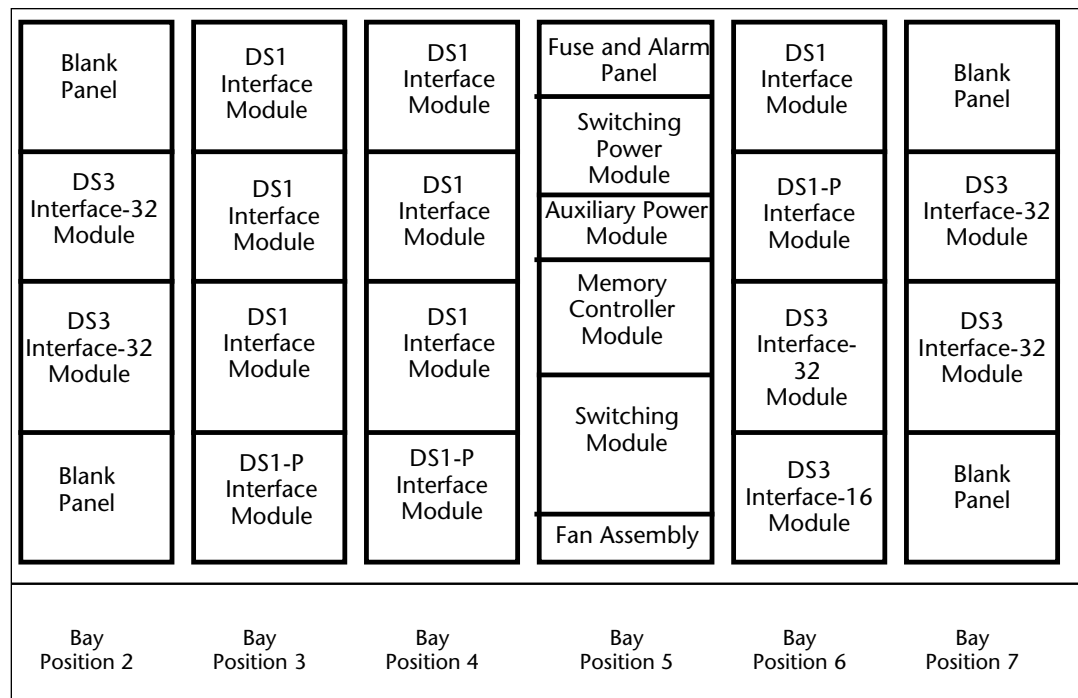 Blank
Panel
DS3
Interface-32
Module
DS3
Interface-32
Module
Blank
Panel
DS1
Interface
Module
DS1
Interface
Module
DS1
Interface
Module
DS1-P
Interface
Module
DS1
Interface
Module
DS1
Interface
Module
DS1
Interface
Module
DS1-P
Interface
Module
Fuse and Alarm
Panel
Switching
Power
Module
Auxiliary Power
Module
Memory
Controller
Module
Switching
Module
Fan Assembly
DS1
Interface
Module
DS1-P
Interface
Module
DS3
Interface-
32
Module
DS3
Interface-16
Module
Blank
Panel
DS3
Interface-32
Module
DS3
Interface-32
Module
Blank
Panel
Bay
Position 2
Bay
Position 3
Bay
Position 4
Bay
Position 5
Bay
Position 6
Bay
Position 7